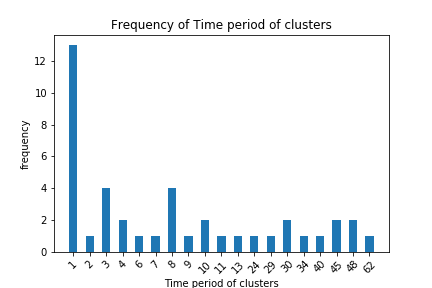 Frequency of Time period of clusters
12
10
8
6
4
2
0
frequency
1 2 3 4 6 7 8 9 10 11 13 24 29 30 34 40 45 48 62
Time period of clusters